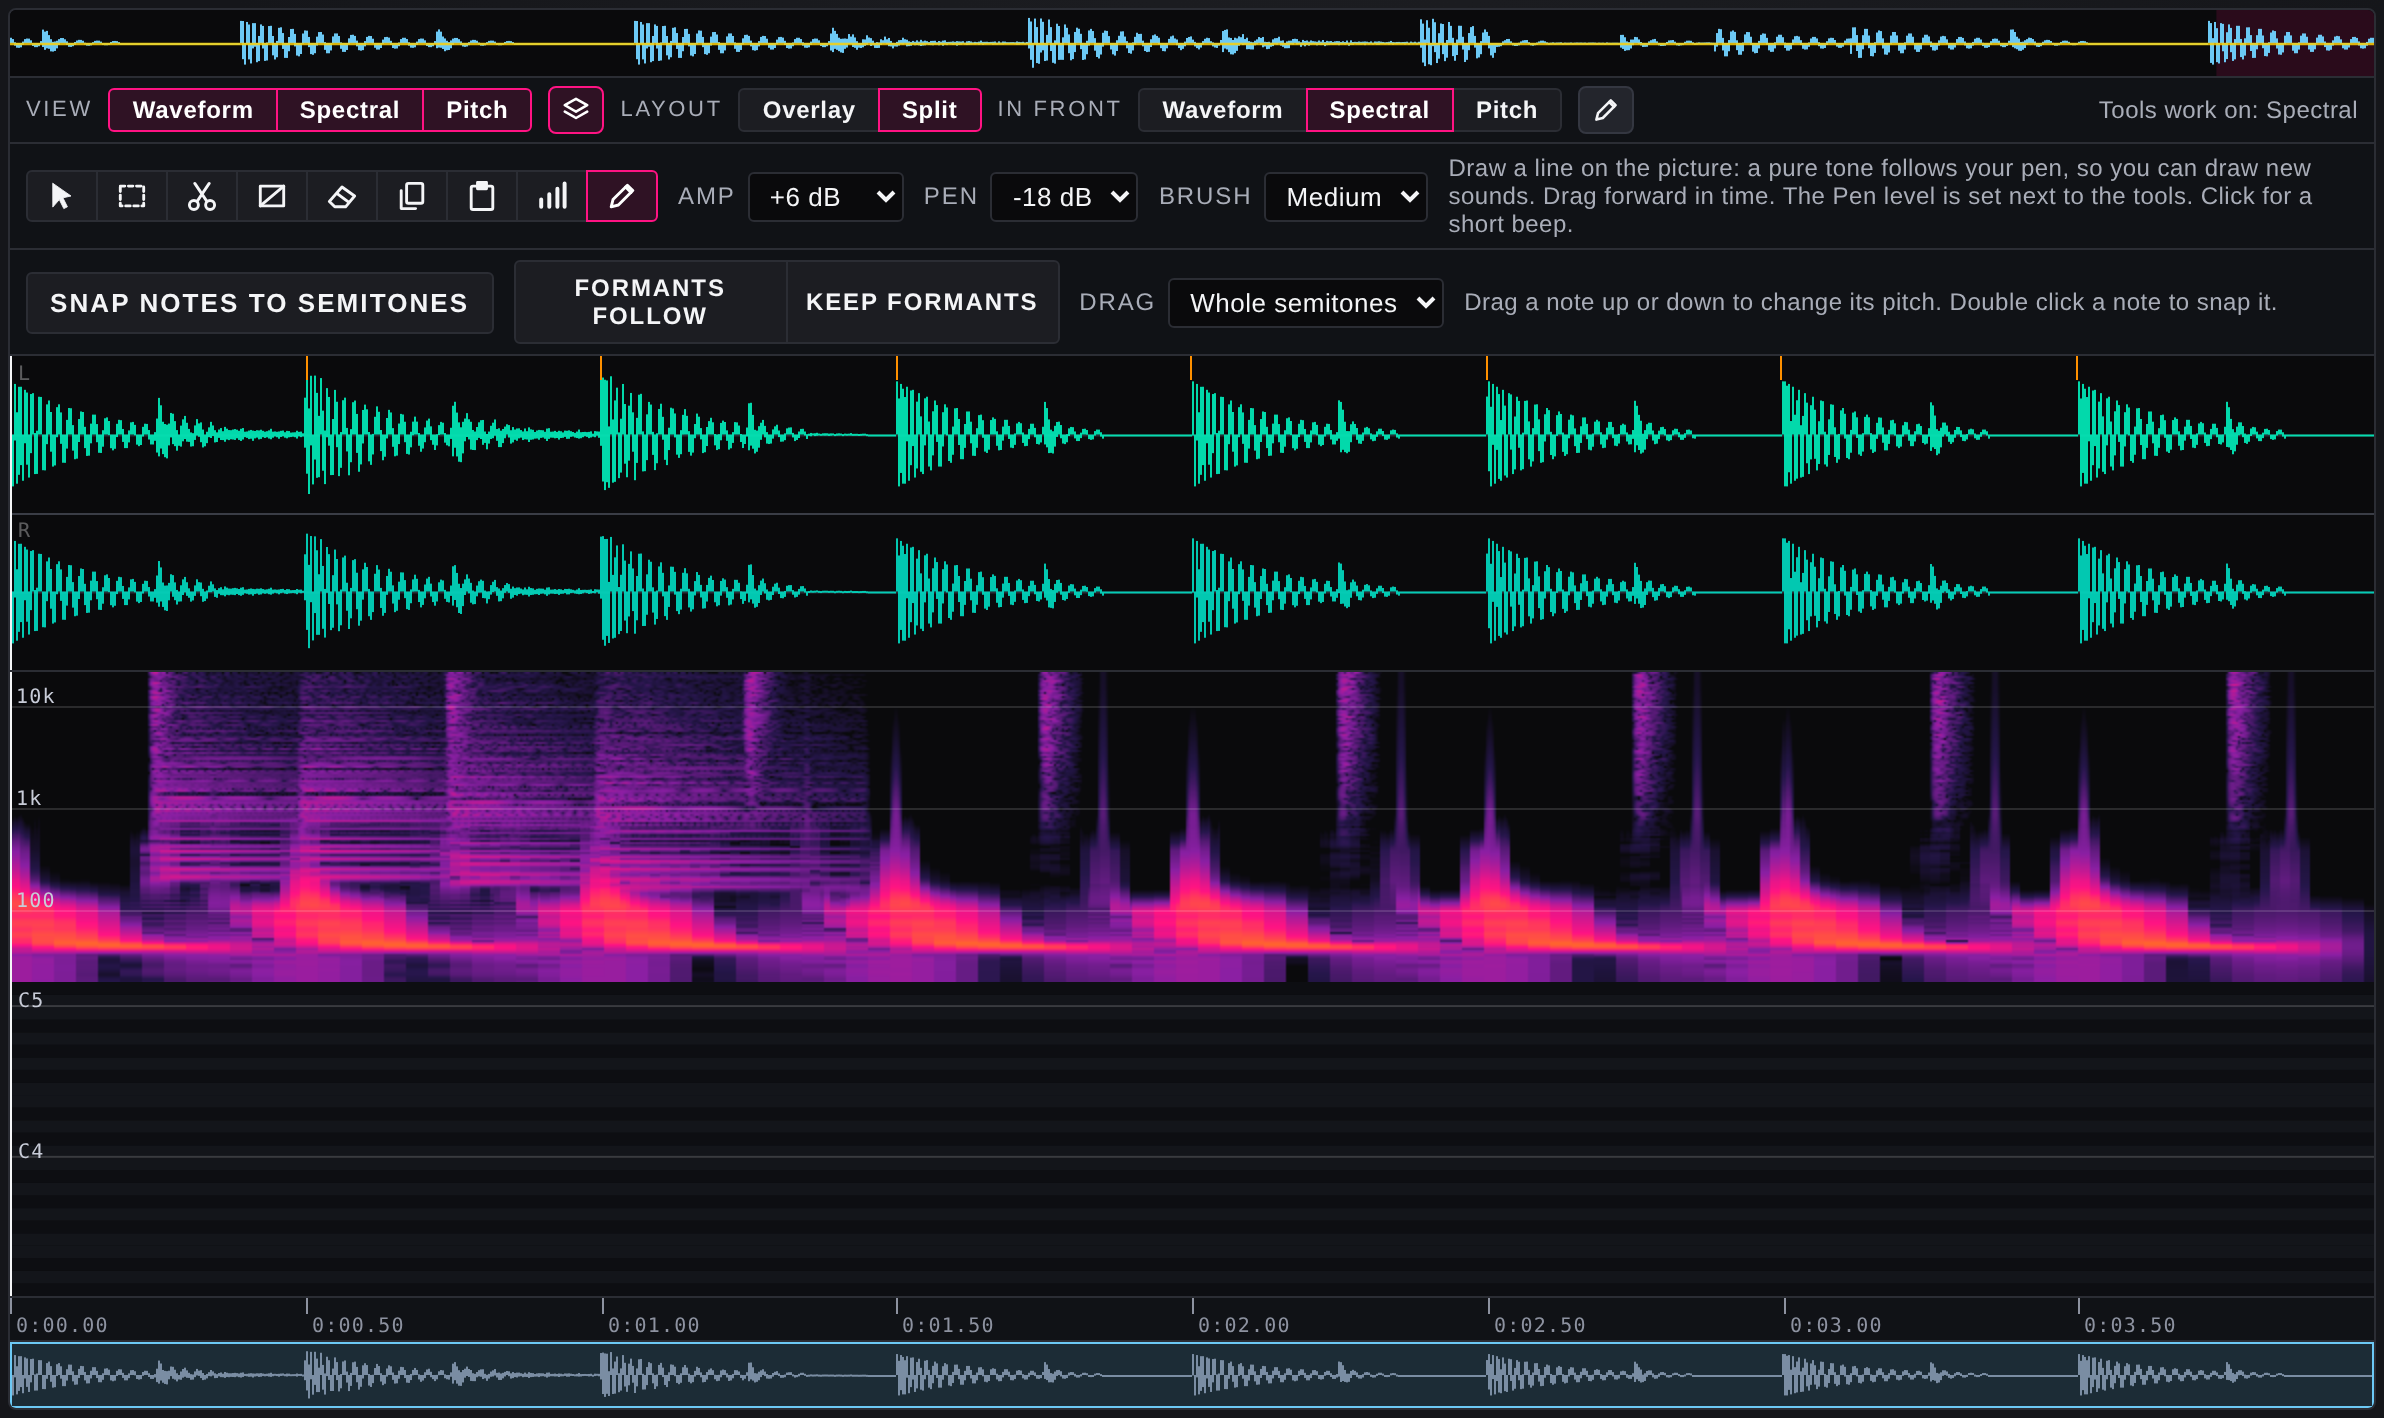 VIEW Waveform Spectral Pitch LAYOUT Overlay Split IN FRONT Waveform Spectral Pitch Tools work on: Spectral
AMP +6 dB PEN -18 dB BRUSH Medium
Draw a line on the picture: a pure tone follows your pen, so you can draw new
sounds. Drag forward in time. The Pen level is set next to the tools. Click for a
short beep.
SNAP NOTES TO SEMITONES
FORMANTS
FOLLOW
KEEP FORMANTS
DRAG Whole semitones Drag a note up or down to change its pitch. Double click a note to snap it.
L
R
10k
1k
100
C5
C4
0:00.00 0:00.50 0:01.00 0:01.50 0:02.00 0:02.50 0:03.00 0:03.50